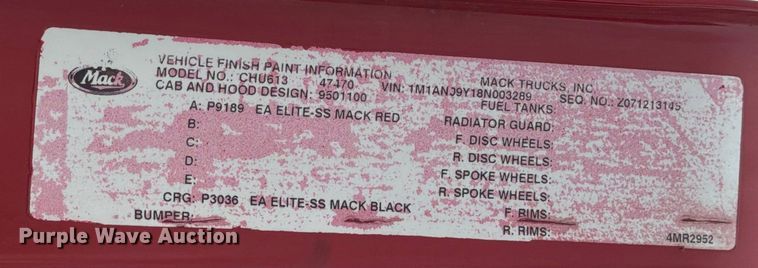 Mack
VEHICLE FINISH PAINT INFORMATION MACK TRUCKS, INC
MODEL NO.: CHU613 47470 VIN: 1M1ANJ9Y18N003289 SEQ. NO.: Z071213145
CAB AND HOOD DESIGN: 9501100 FUEL TANKS:
A: P9189 EA ELITE-SS MACK RED RADIATOR GUARD:
B: F. DISC WHEELS:
C: R. DISC WHEELS:
D: F. SPOKE WHEELS:
E: R. SPOKE WHEELS:
CRG: P3036 EA ELITE-SS MACK BLACK F. RIMS:
BUMPER: R. RIMS: 4MR2952
Purple Wave Auction